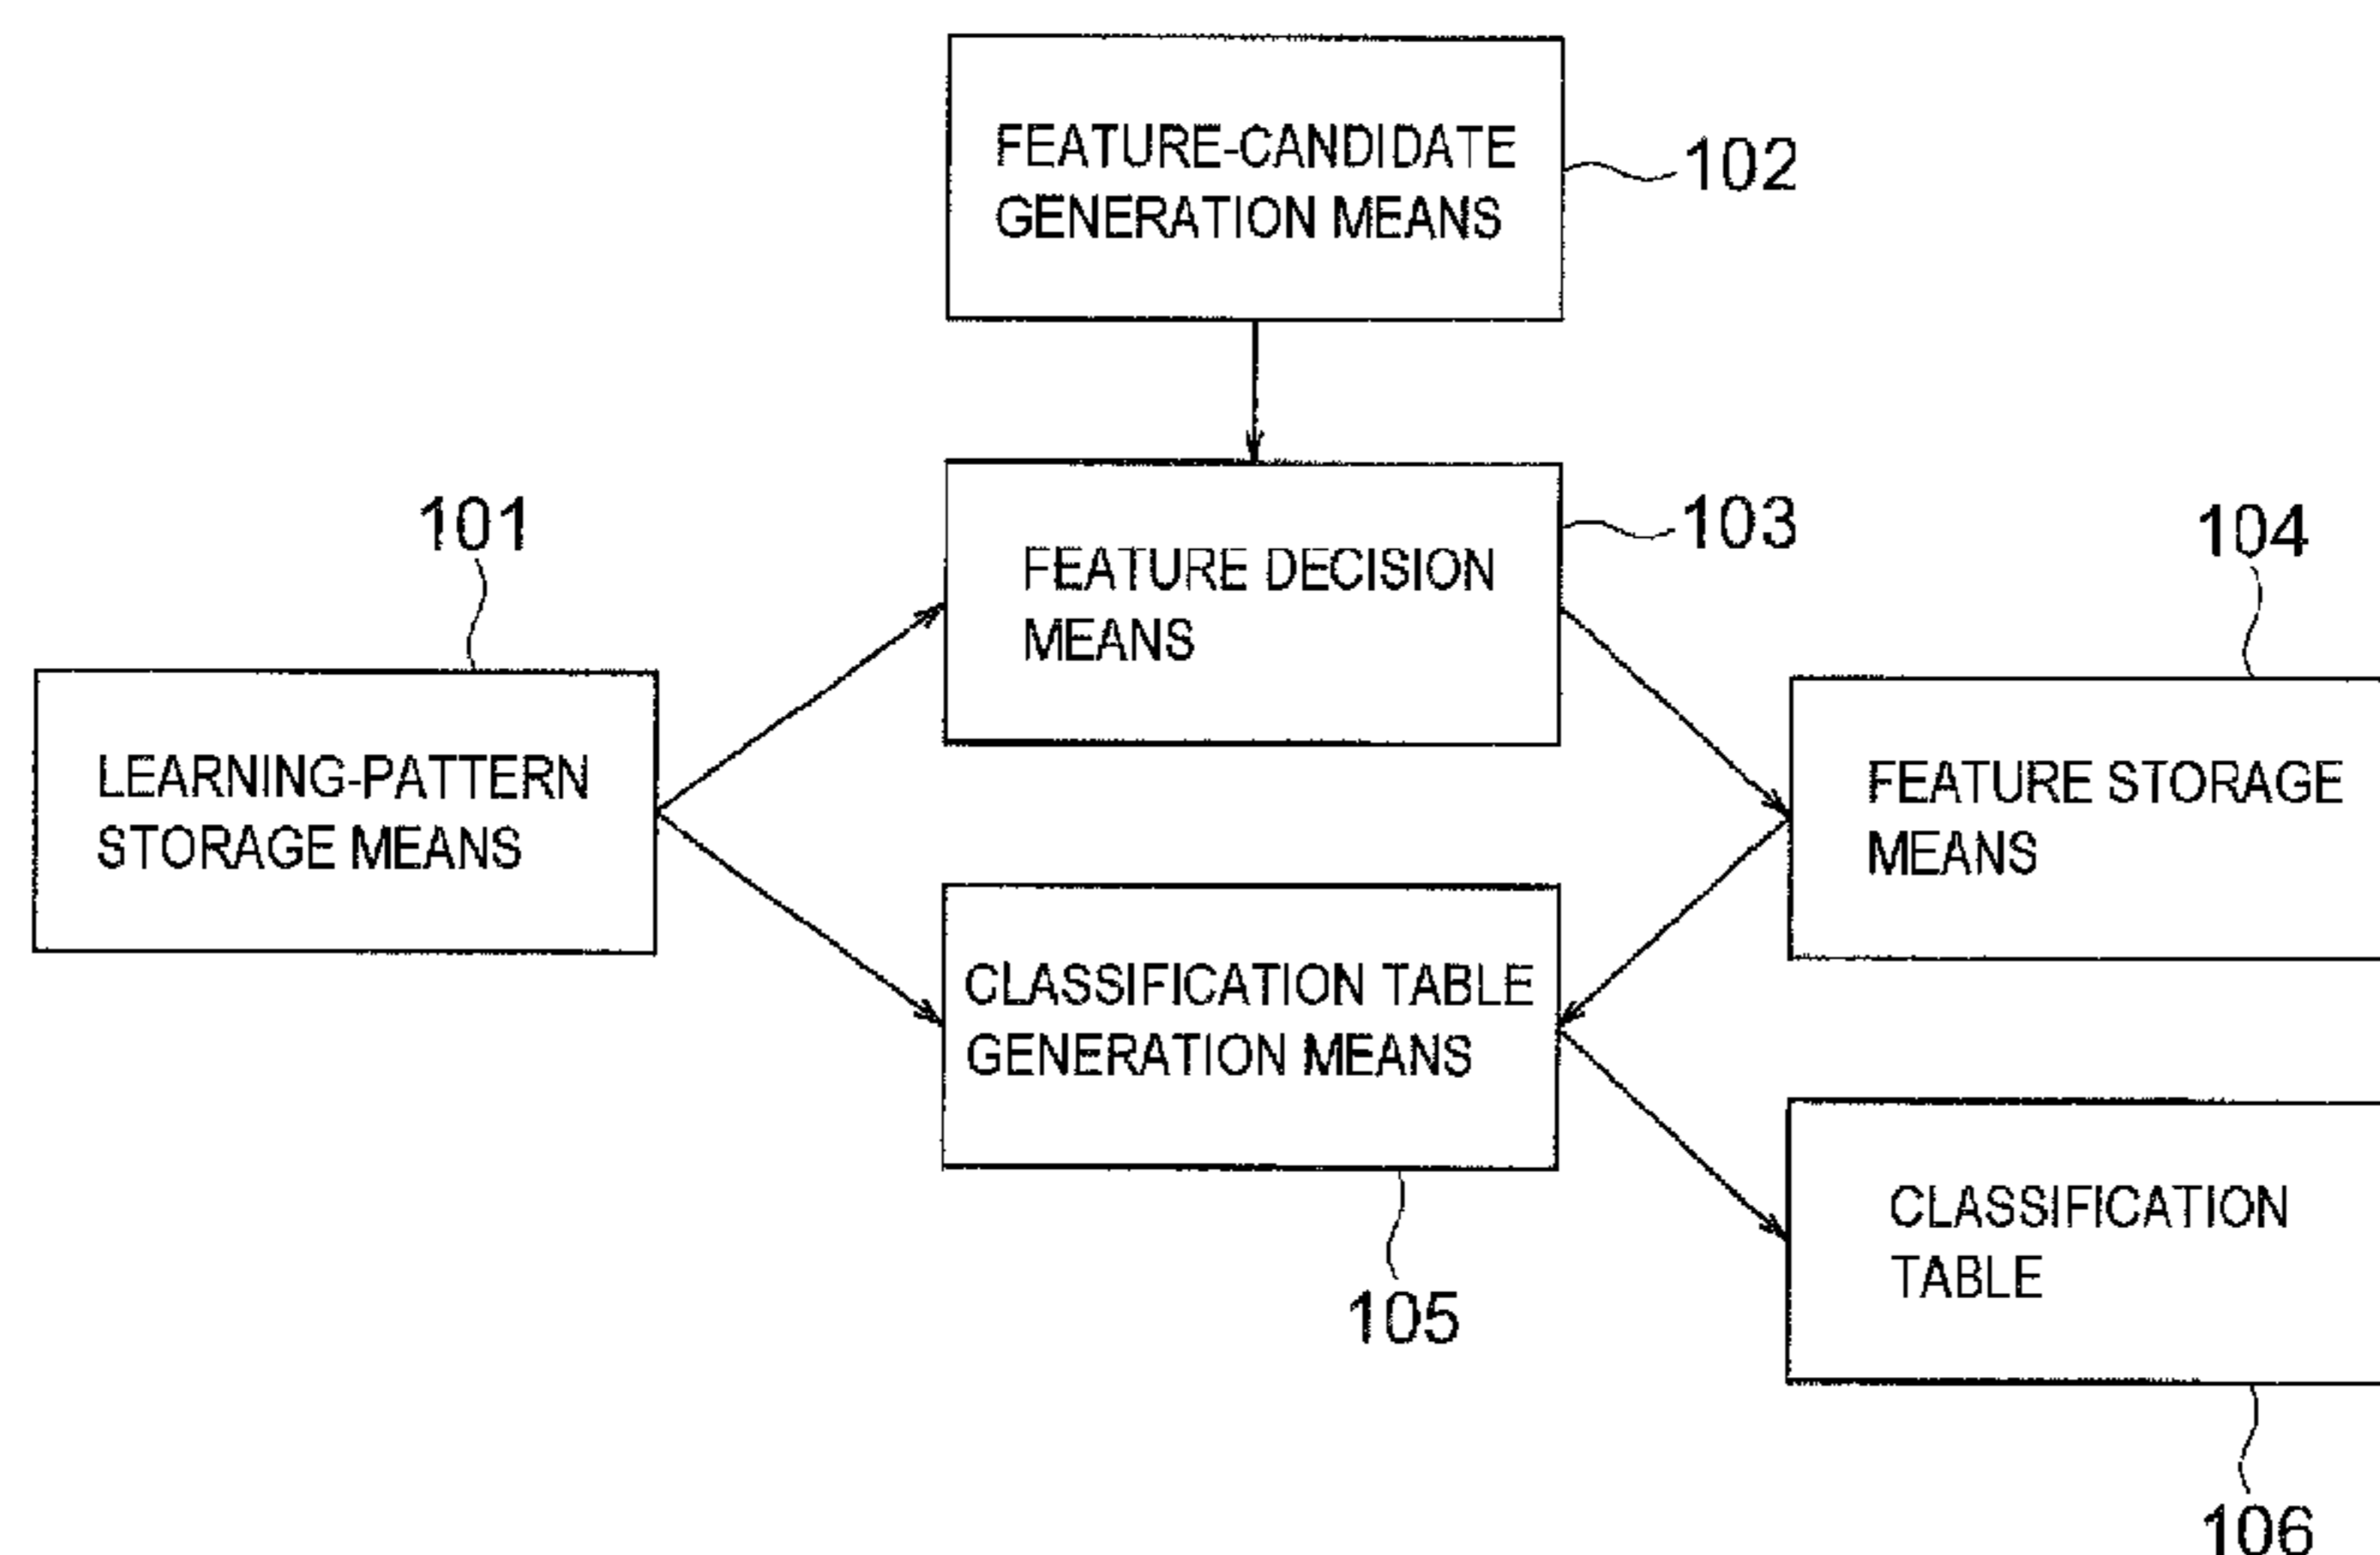 FEATURE-CANDIDATE
GENERATION MEANS
102
101
FEATURE DECISION
MEANS
103
104
LEARNING-PATTERN
STORAGE MEANS
FEATURE STORAGE
MEANS
CLASSIFICATION TABLE
GENERATION MEANS
105
CLASSIFICATION
TABLE
106